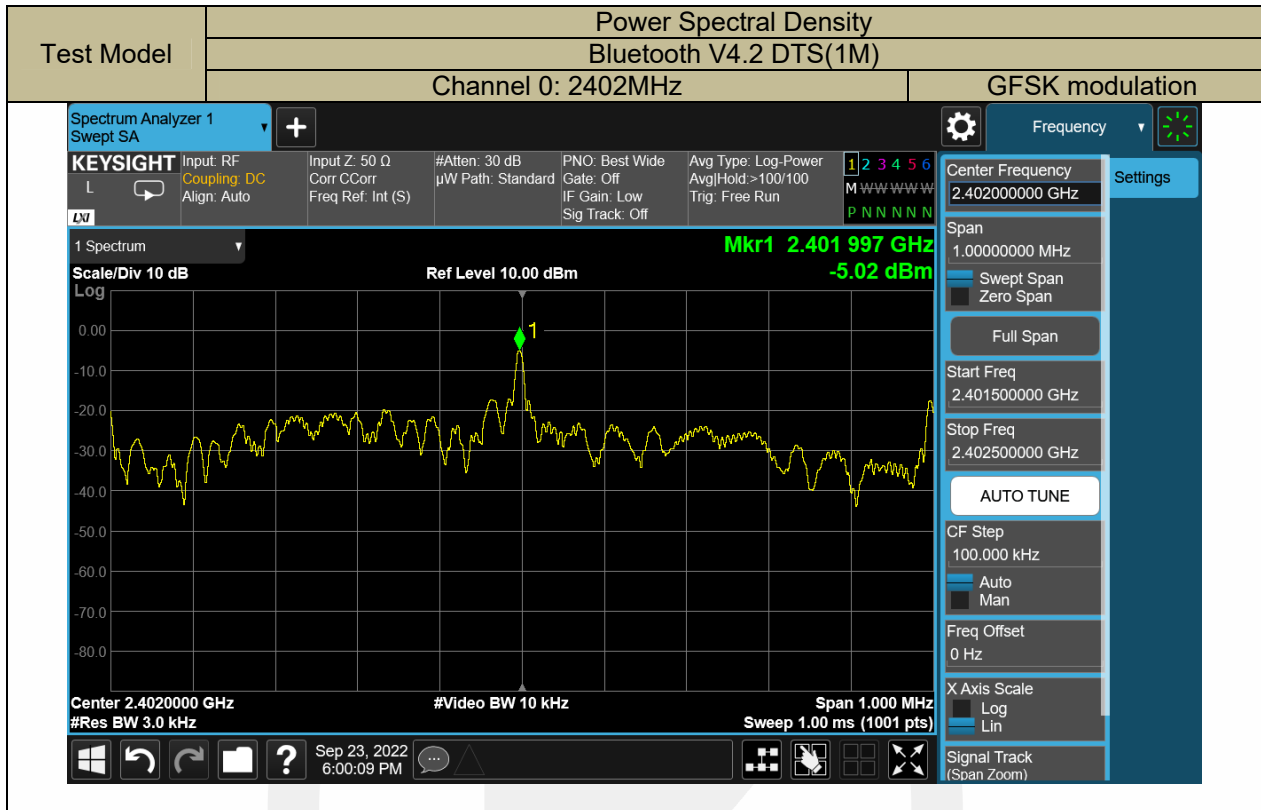 Test Model
Power Spectral Density
Bluetooth V4.2 DTS(1M)
Channel 0: 2402MHz
GFSK modulation
Spectrum Analyzer 1
Swept SA
Frequency
KEYSIGHT
L
LXI
Input: RF
Coupling: DC
Align: Auto
Input Z: 50 Ω
Corr CCorr
Freq Ref: Int (S)
#Atten: 30 dB
µW Path: Standard
PNO: Best Wide
Gate: Off
IF Gain: Low
Sig Track: Off
Avg Type: Log-Power
Avg|Hold:>100/100
Trig: Free Run
1 2 3 4 5 6
M W W W W W
P N N N N N
Center Frequency
2.402000000 GHz
Settings
Span
1.00000000 MHz
Swept Span
Zero Span
Full Span
Start Freq
2.401500000 GHz
Stop Freq
2.402500000 GHz
AUTO TUNE
CF Step
100.000 kHz
Auto
Man
Freq Offset
0 Hz
X Axis Scale
Log
Lin
Signal Track
(Span Zoom)
1 Spectrum
Mkr1 2.401 997 GHz
Scale/Div 10 dB
Ref Level 10.00 dBm
-5.02 dBm
Log
1
0.00
-10.0
-20.0
-30.0
-40.0
-50.0
-60.0
-70.0
-80.0
Center 2.4020000 GHz
#Video BW 10 kHz
Span 1.000 MHz
#Res BW 3.0 kHz
Sweep 1.00 ms (1001 pts)
?
Sep 23, 2022
6:00:09 PM